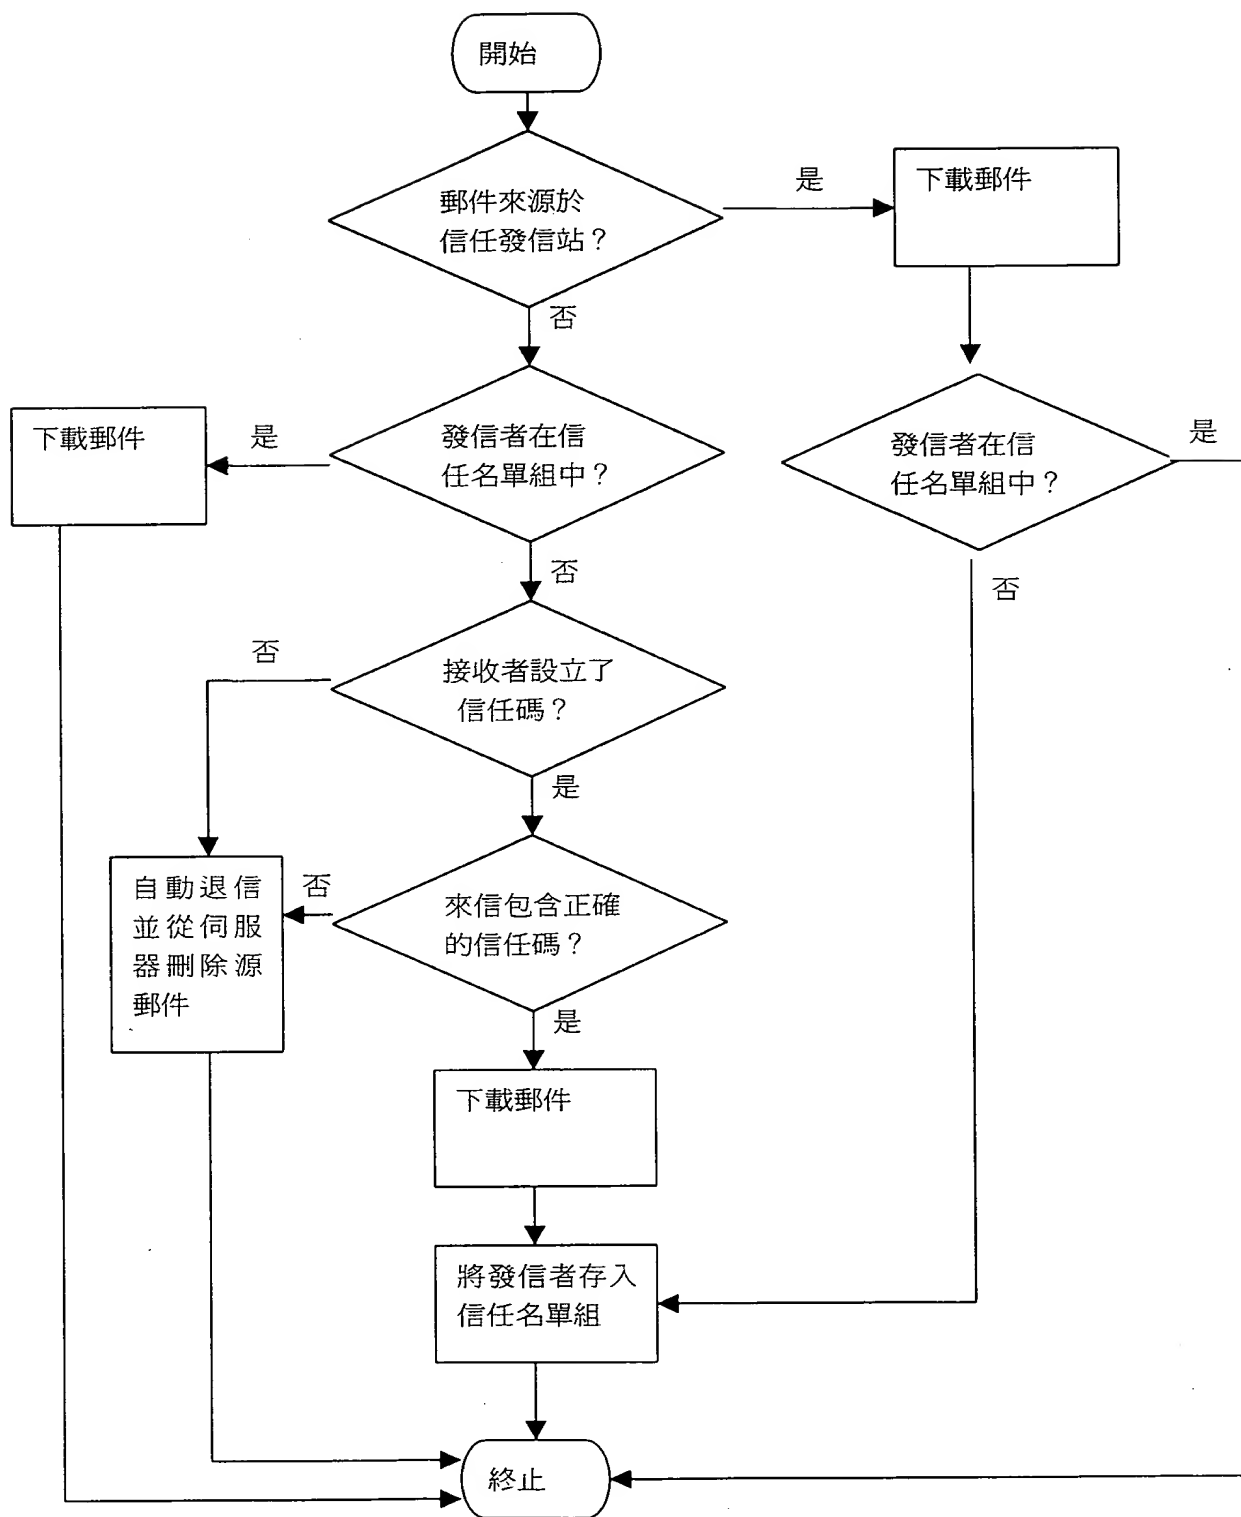 開始
郵件來源於
信任發信站？
是
下載郵件
否
下載郵件
是
發信者在信
任名單組中？
發信者在信
任名單組中？
是
否
否
否
接收者設立了
信任碼？
是
自動退信
並從伺服
器刪除源
郵件
否
來信包含正確
的信任碼？
是
下載郵件
將發信者存入
信任名單組
終止